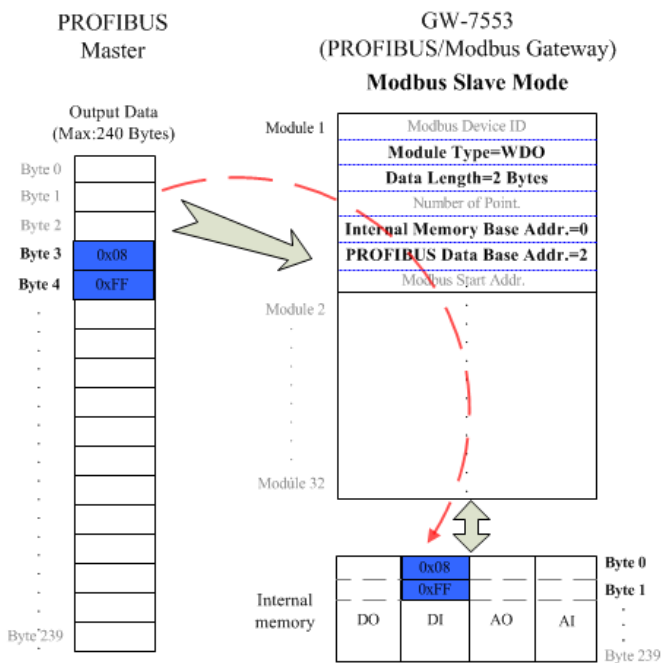 PROFIBUS
Master
GW-7553
(PROFIBUS/Modbus Gateway)
Modbus Slave Mode
Output Data
(Max:240 Bytes)
Byte 0
Byte 1
Byte 2
Byte 3
0x08
Byte 4
0xFF
Byte 239
Module 1
Modbus Device ID
Module Type=WDO
Data Length=2 Bytes
Number of Point.
Internal Memory Base Addr.=0
PROFIBUS Data Base Addr.=2
Modbus Start Addr.
Module 2
Module 32
Internal
memory
0x08
Byte 0
0xFF
Byte 1
DO
DI
AO
AI
Byte 239